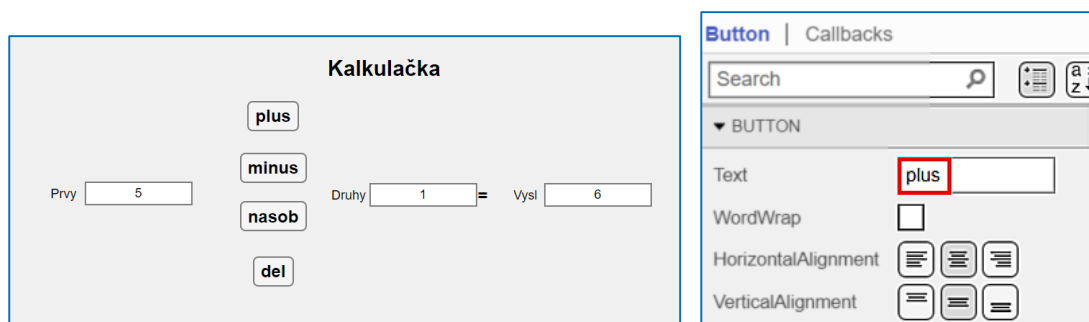 Kalkulačka
plus
minus
Prvy 5 Druhy 1 = Vysl 6
nasob
del
Button | Callbacks
Search
a
z
BUTTON
Text plus
WordWrap
HorizontalAlignment
VerticalAlignment